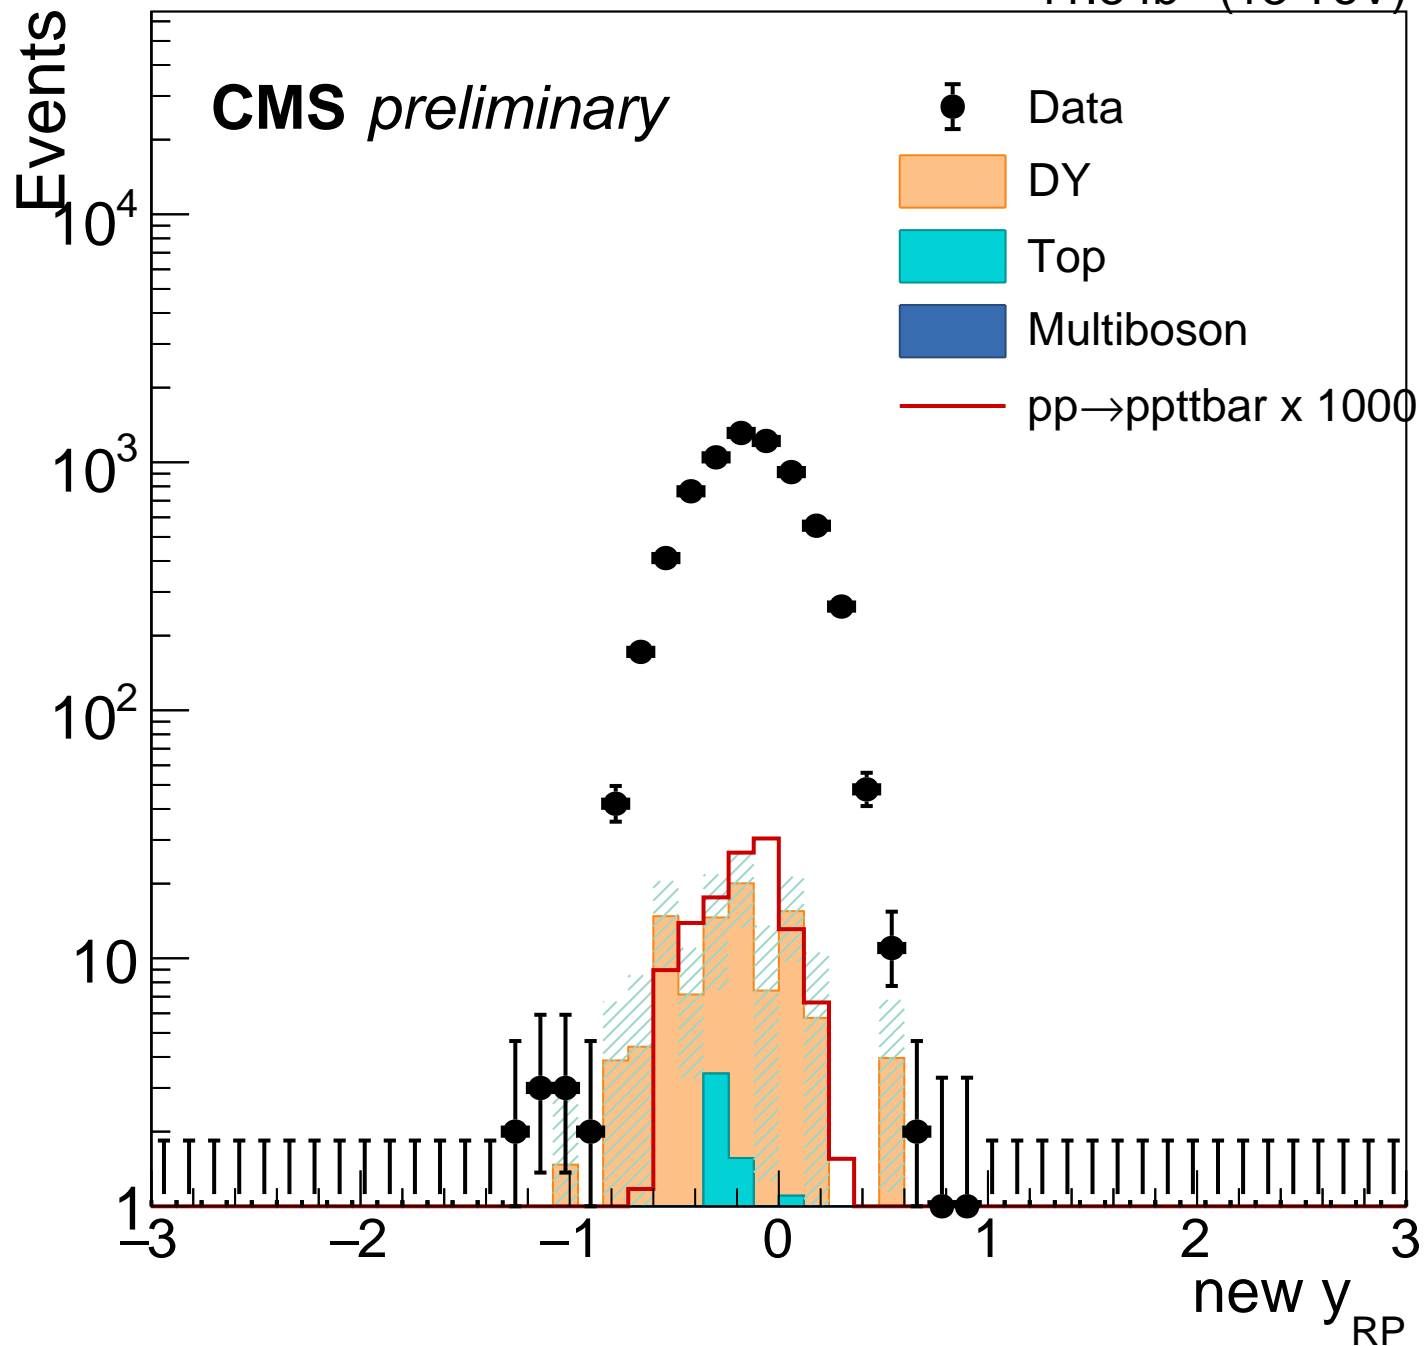 Events
CMS preliminary
Data
DY
Top
Multiboson
pp→ppttbar x 1000
10⁴
10³
10²
10
1
−3 −2 −1 0 1 2 3
new y_RP